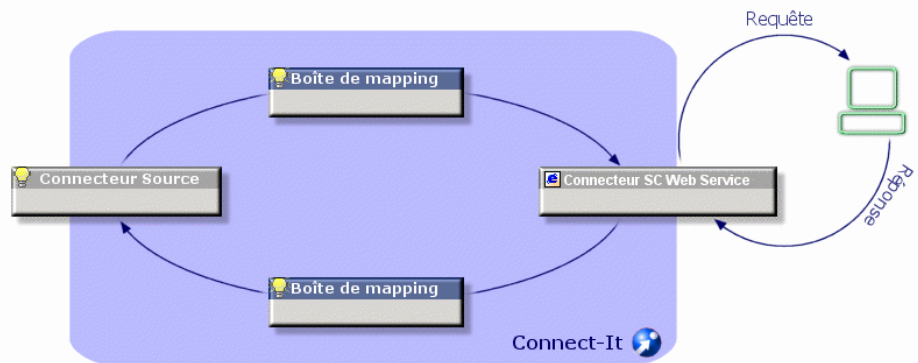 Requête
Boîte de mapping
Connecteur Source
Connecteur SC Web Service
Réponse
Boîte de mapping
Connect-It